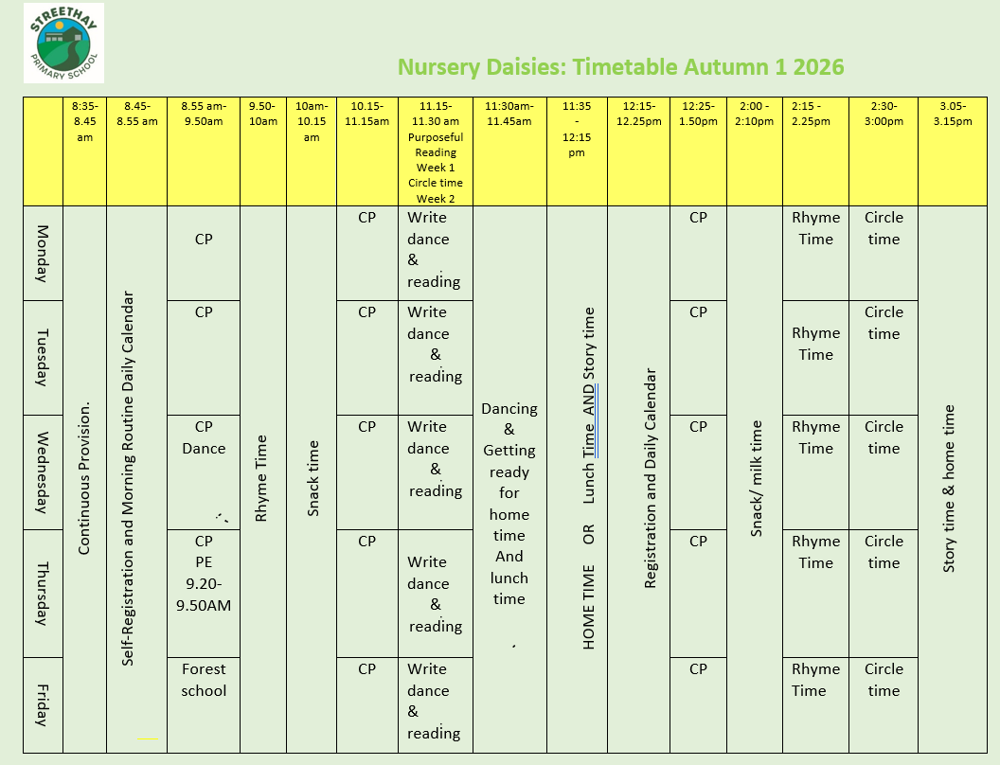 STREETHAY
PRIMARY SCHOOL
Nursery Daisies: Timetable Autumn 1 2026
8:35-
8.45
am
8.45-
8.55 am
8.55 am-
9.50am
9.50-
10am
10am-
10.15
am
10.15-
11.15am
11.15-
11.30 am
Purposeful
Reading
Week 1
Circle time
Week 2
11:30am-
11.45am
11:35
-
12:15
pm
12:15-
12.25pm
12:25-
1.50pm
2:00 -
2:10pm
2:15 -
2.25pm
2:30-
3:00pm
3.05-
3.15pm
Monday
Continuous Provision.
Self-Registration and Morning Routine Daily Calendar
CP
Rhyme Time
Snack time
CP
Write
dance
&
reading
Dancing
&
Getting
ready
for
home
time
And
lunch
time
HOME TIME OR Lunch Time AND Story time
Registration and Daily Calendar
CP
Snack/ milk time
Rhyme
Time
Circle
time
Story time & home time
Tuesday
CP
CP
Write
dance
&
reading
CP
Rhyme
Time
Circle
time
Wednesday
CP
Dance
CP
Write
dance
&
reading
CP
Rhyme
Time
Circle
time
Thursday
CP
PE
9.20-
9.50AM
CP
Write
dance
&
reading
CP
Rhyme
Time
Circle
time
Friday
Forest
school
CP
Write
dance
&
reading
CP
Rhyme
Time
Circle
time